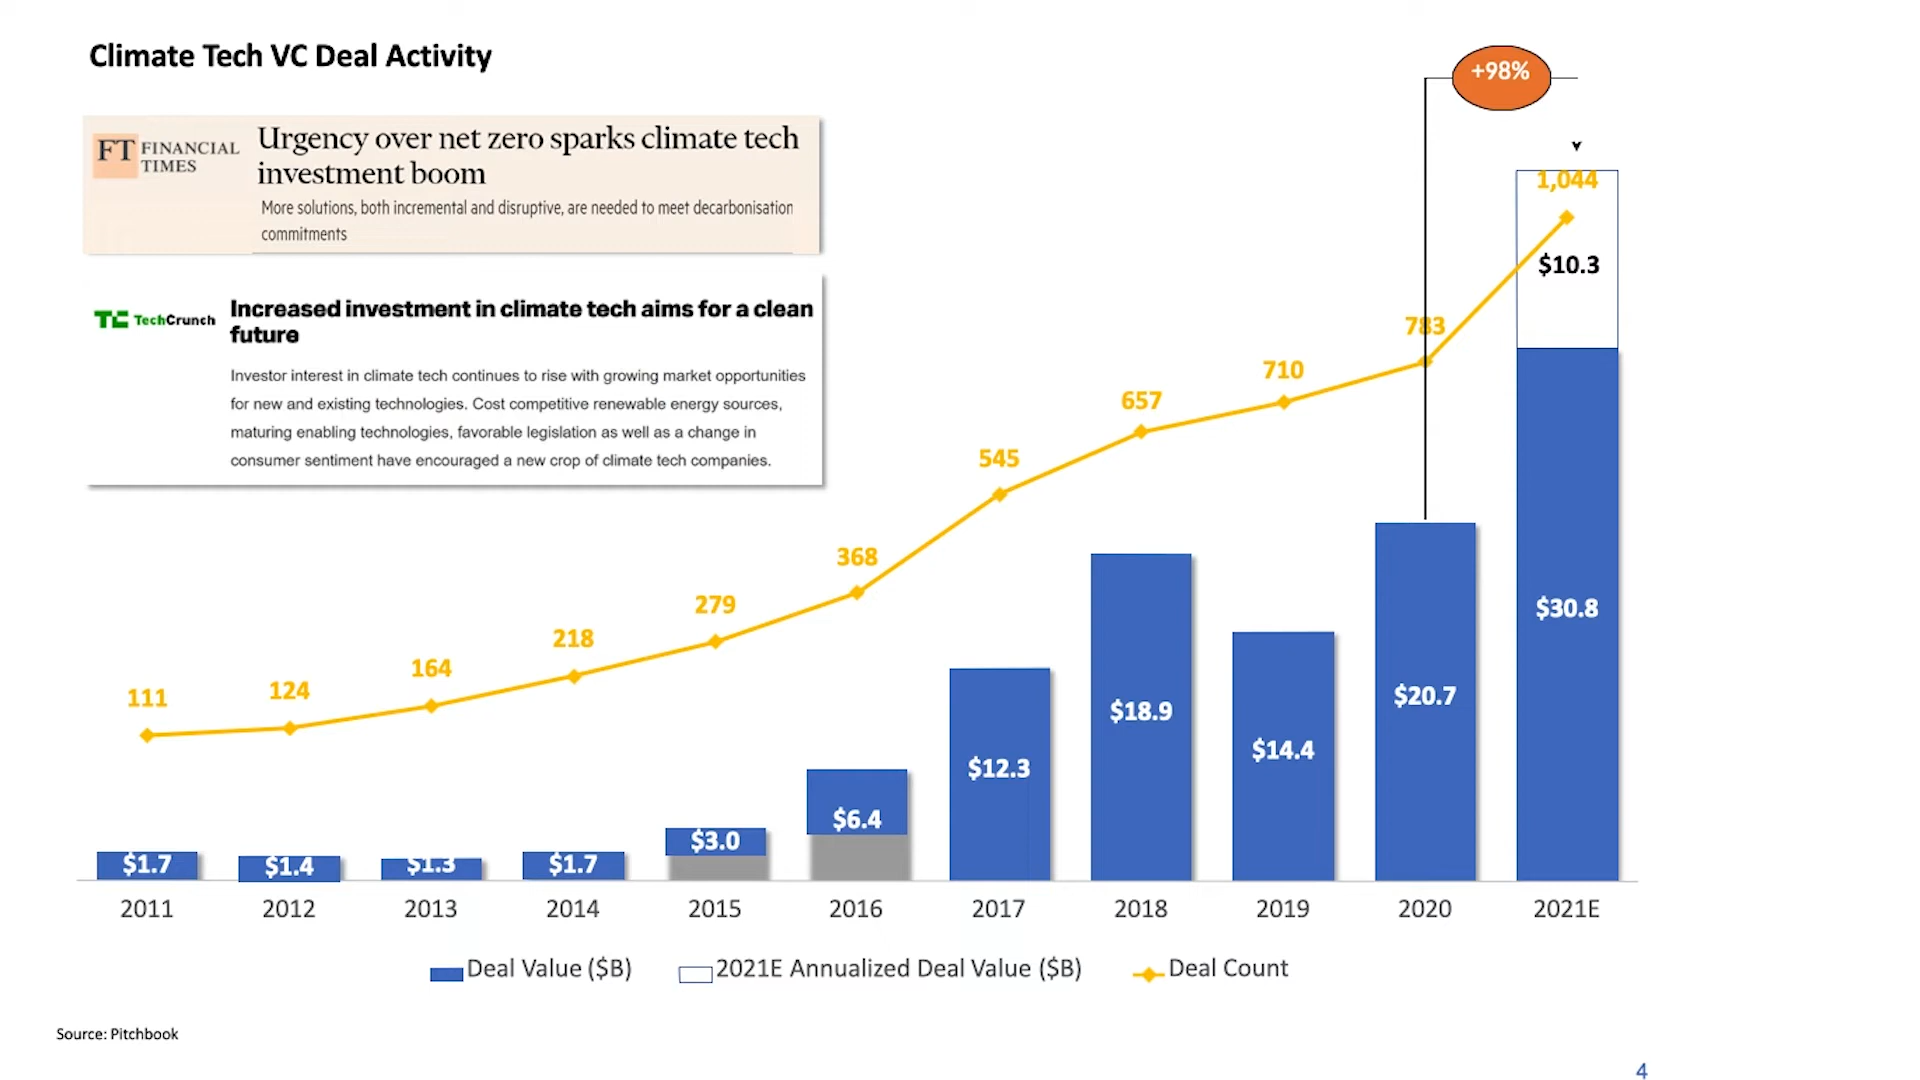 Climate Tech VC Deal Activity
+98%
FT FINANCIAL
TIMES
Urgency over net zero sparks climate tech
investment boom
More solutions, both incremental and disruptive, are needed to meet decarbonisation
commitments
TC TechCrunch
Increased investment in climate tech aims for a clean
future
Investor interest in climate tech continues to rise with growing market opportunities
for new and existing technologies. Cost competitive renewable energy sources,
maturing enabling technologies, favorable legislation as well as a change in
consumer sentiment have encouraged a new crop of climate tech companies.
111
124
164
218
279
368
545
657
710
783
1,044
$10.3
$1.7
$1.4
$1.3
$1.7
$3.0
$6.4
$12.3
$18.9
$14.4
$20.7
$30.8
2011 2012 2013 2014 2015 2016 2017 2018 2019 2020 2021E
Deal Value ($B) 2021E Annualized Deal Value ($B) Deal Count
Source: Pitchbook
4